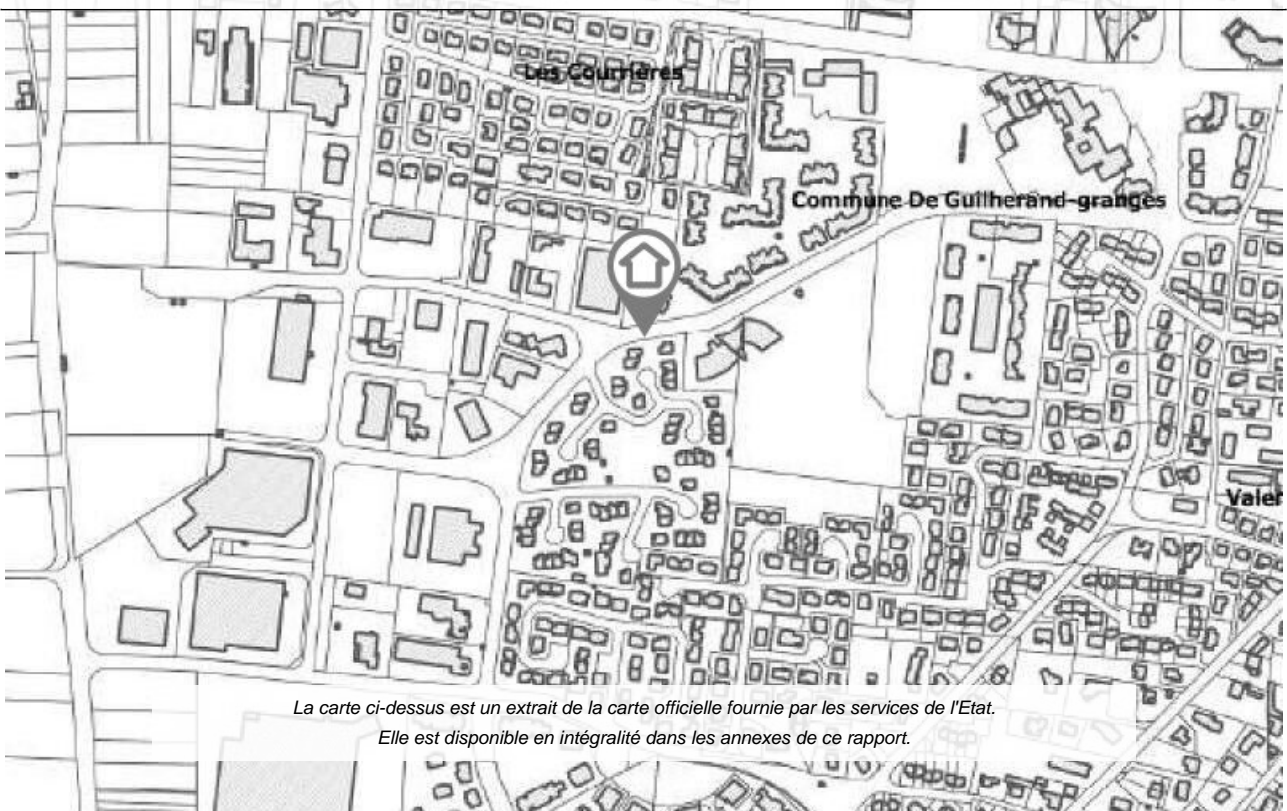 Les Courrières
Commune De Guilherand-granges
La carte ci-dessus est un extrait de la carte officielle fournie par les services de l'Etat.
Elle est disponible en intégralité dans les annexes de ce rapport.